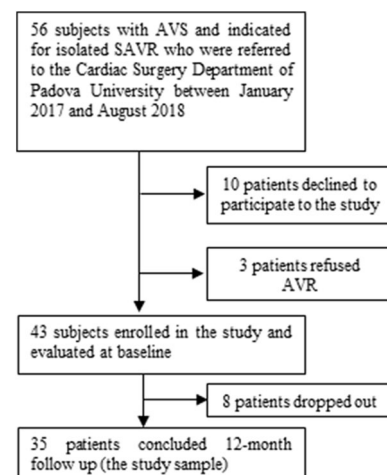 56 subjects with AVS and indicated
for isolated SAVR who were referred
to the Cardiac Surgery Department of
Padova University between January
2017 and August 2018
10 patients declined to
participate to the study
3 patients refused
AVR
43 subjects enrolled in the study and
evaluated at baseline
8 patients dropped out
35 patients concluded 12-month
follow up (the study sample)